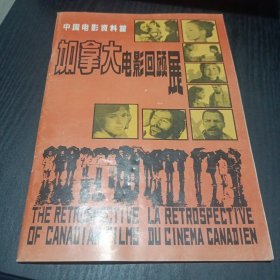 中国电影资料馆
加拿大电影回顾展
THE RETROSPECTIVE LA RETROSPECTIVE
OF CANADIAN FILMS DU CINEMA CANADIEN